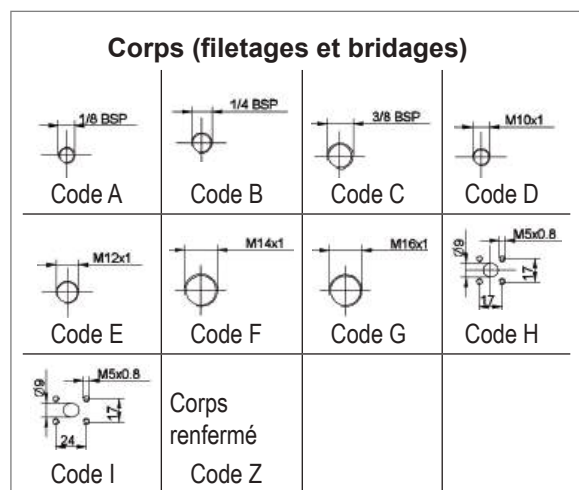 Corps (filetages et bridages)
1/8 BSP
Code A
1/4 BSP
Code B
3/8 BSP
Code C
M10x1
Code D
M12x1
Code E
M14x1
Code F
M16x1
Code G
M5x0.8
Ø9
17
17
Code H
M5x0.8
Ø9
17
24
Code I
Corps
renfermé
Code Z